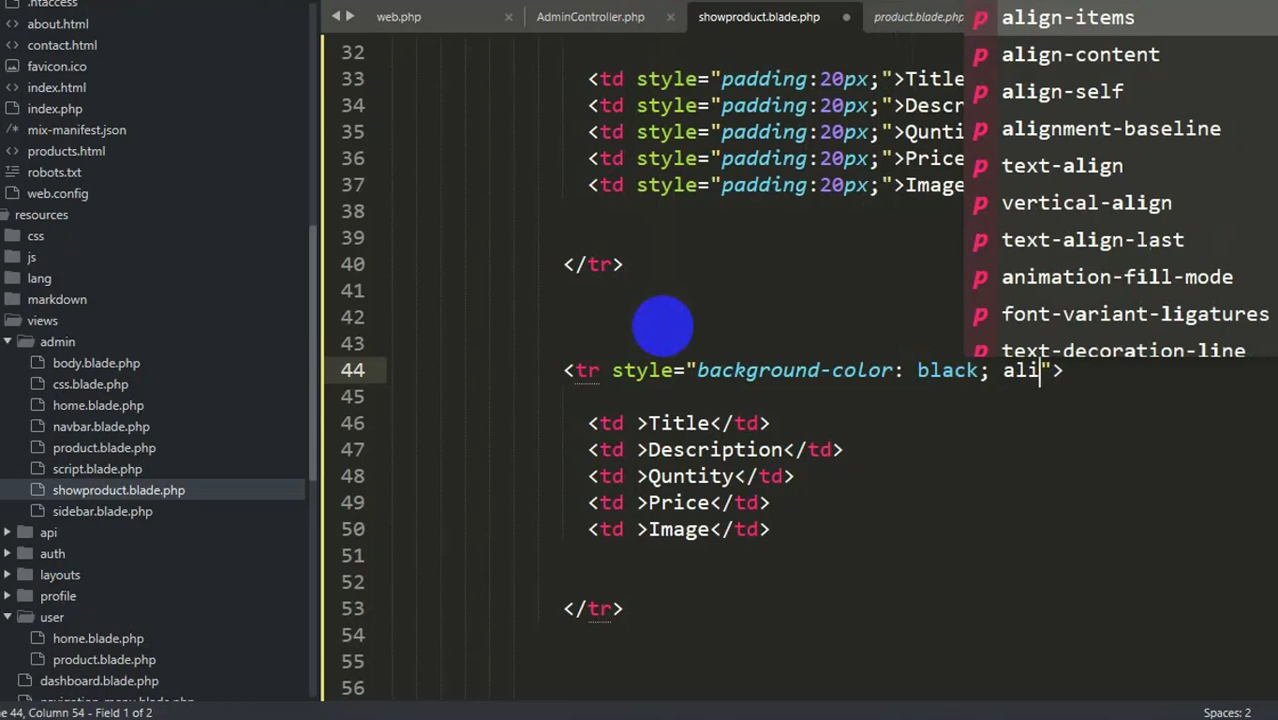 .htaccess
about.html
contact.html
favicon.ico
index.html
index.php
mix-manifest.json
products.html
robots.txt
web.config
resources
css
js
lang
markdown
views
admin
body.blade.php
css.blade.php
home.blade.php
navbar.blade.php
product.blade.php
script.blade.php
showproduct.blade.php
sidebar.blade.php
api
auth
layouts
profile
user
home.blade.php
product.blade.php
dashboard.blade.php
navigation-menu.blade.php
web.php
AdminController.php
showproduct.blade.php
product.blade.php
32
33 <td style="padding:20px;">Title
34 <td style="padding:20px;">Descr
35 <td style="padding:20px;">Qunti
36 <td style="padding:20px;">Price
37 <td style="padding:20px;">Image
38
39
40 </tr>
41
42
43
44 <tr style="background-color: black; ali">
45
46 <td >Title</td>
47 <td >Description</td>
48 <td >Quntity</td>
49 <td >Price</td>
50 <td >Image</td>
51
52
53 </tr>
54
55
56
p align-items
p align-content
p align-self
p alignment-baseline
p text-align
p vertical-align
p text-align-last
p animation-fill-mode
p font-variant-ligatures
p text-decoration-line
ne 44, Column 54 - Field 1 of 2
Spaces: 2